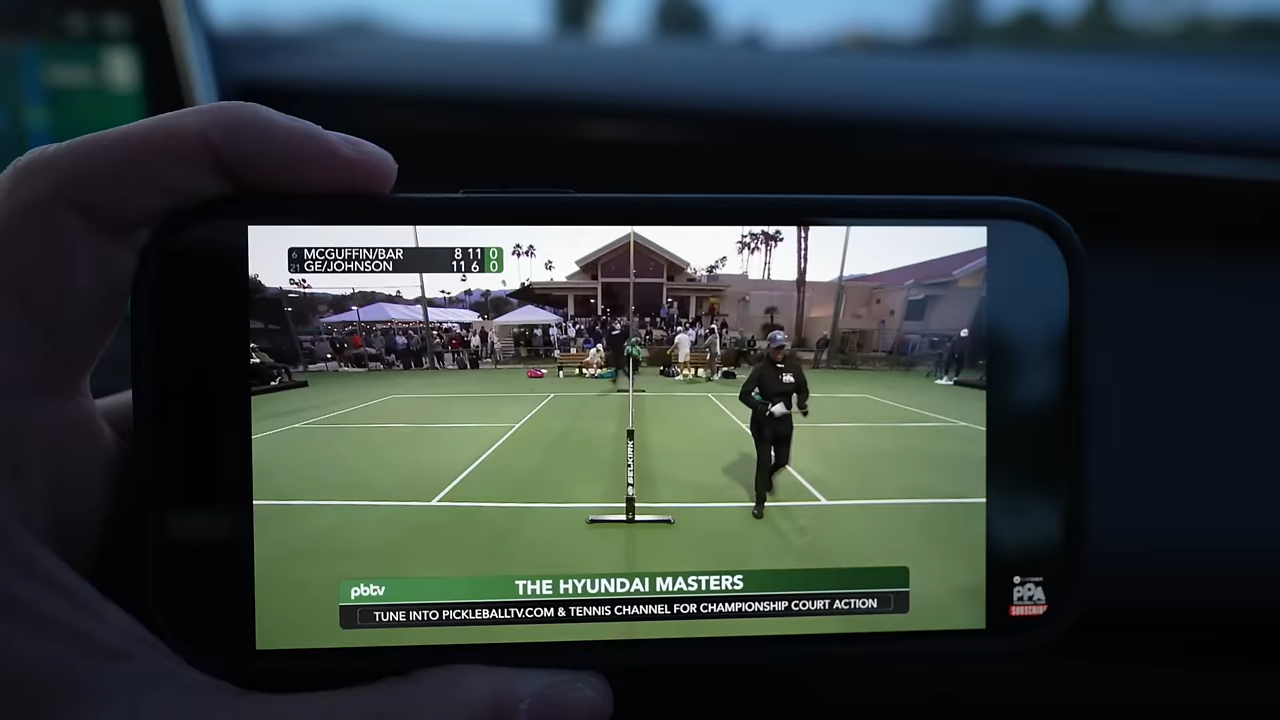 6 MCGUFFIN/BAR 8 11 0
21 GE/JOHNSON 11 6 0
SELKIRK
pbtv THE HYUNDAI MASTERS
TUNE INTO PICKLEBALLTV.COM & TENNIS CHANNEL FOR CHAMPIONSHIP COURT ACTION
PPA
SUBSCRIBE